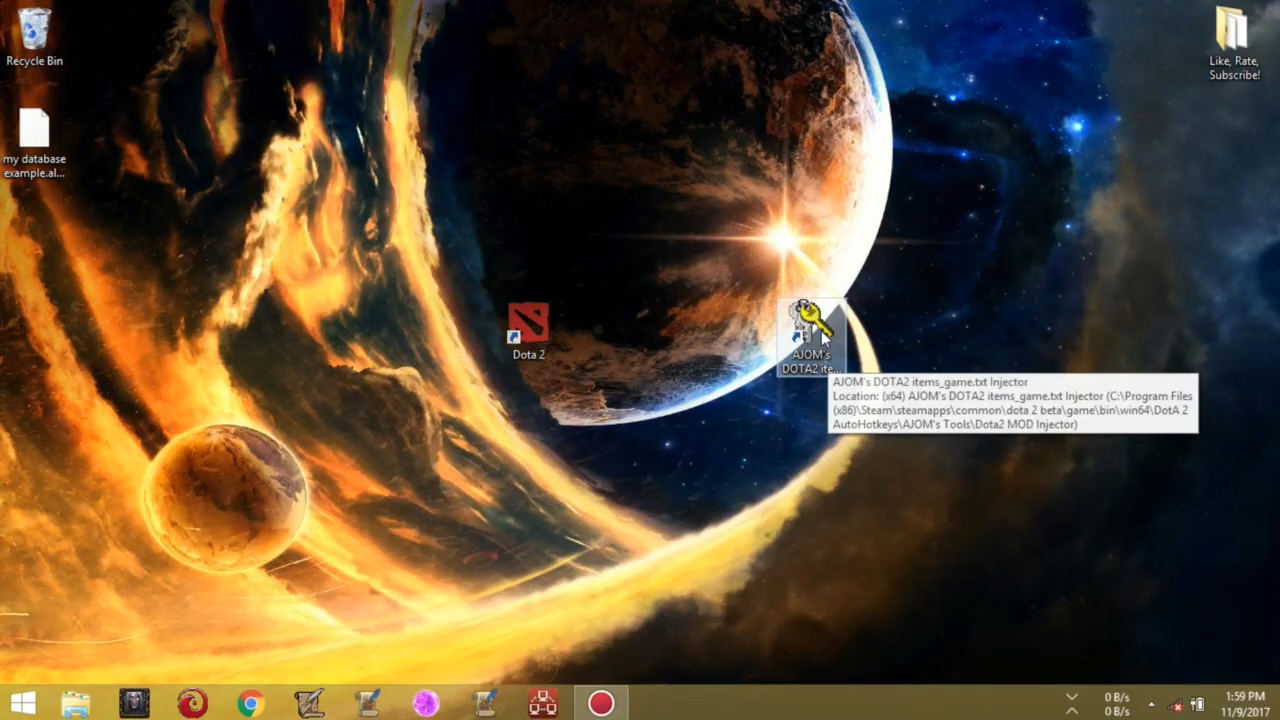 Recycle Bin
my database
example.al...
Like, Rate,
Subscribe!
Dota 2
AJOM's
DOTA2 ite...
AJOM's DOTA2 items_game.txt Injector
Location: (x64) AJOM's DOTA2 items_game.txt Injector (C:\Program Files
(x86)\Steam\steamapps\common\dota 2 beta\game\bin\win64\DotA 2
AutoHotkeys\AJOM's Tools\Dota2 MOD Injector)
0 B/s
0 B/s
1:59 PM
11/9/2017